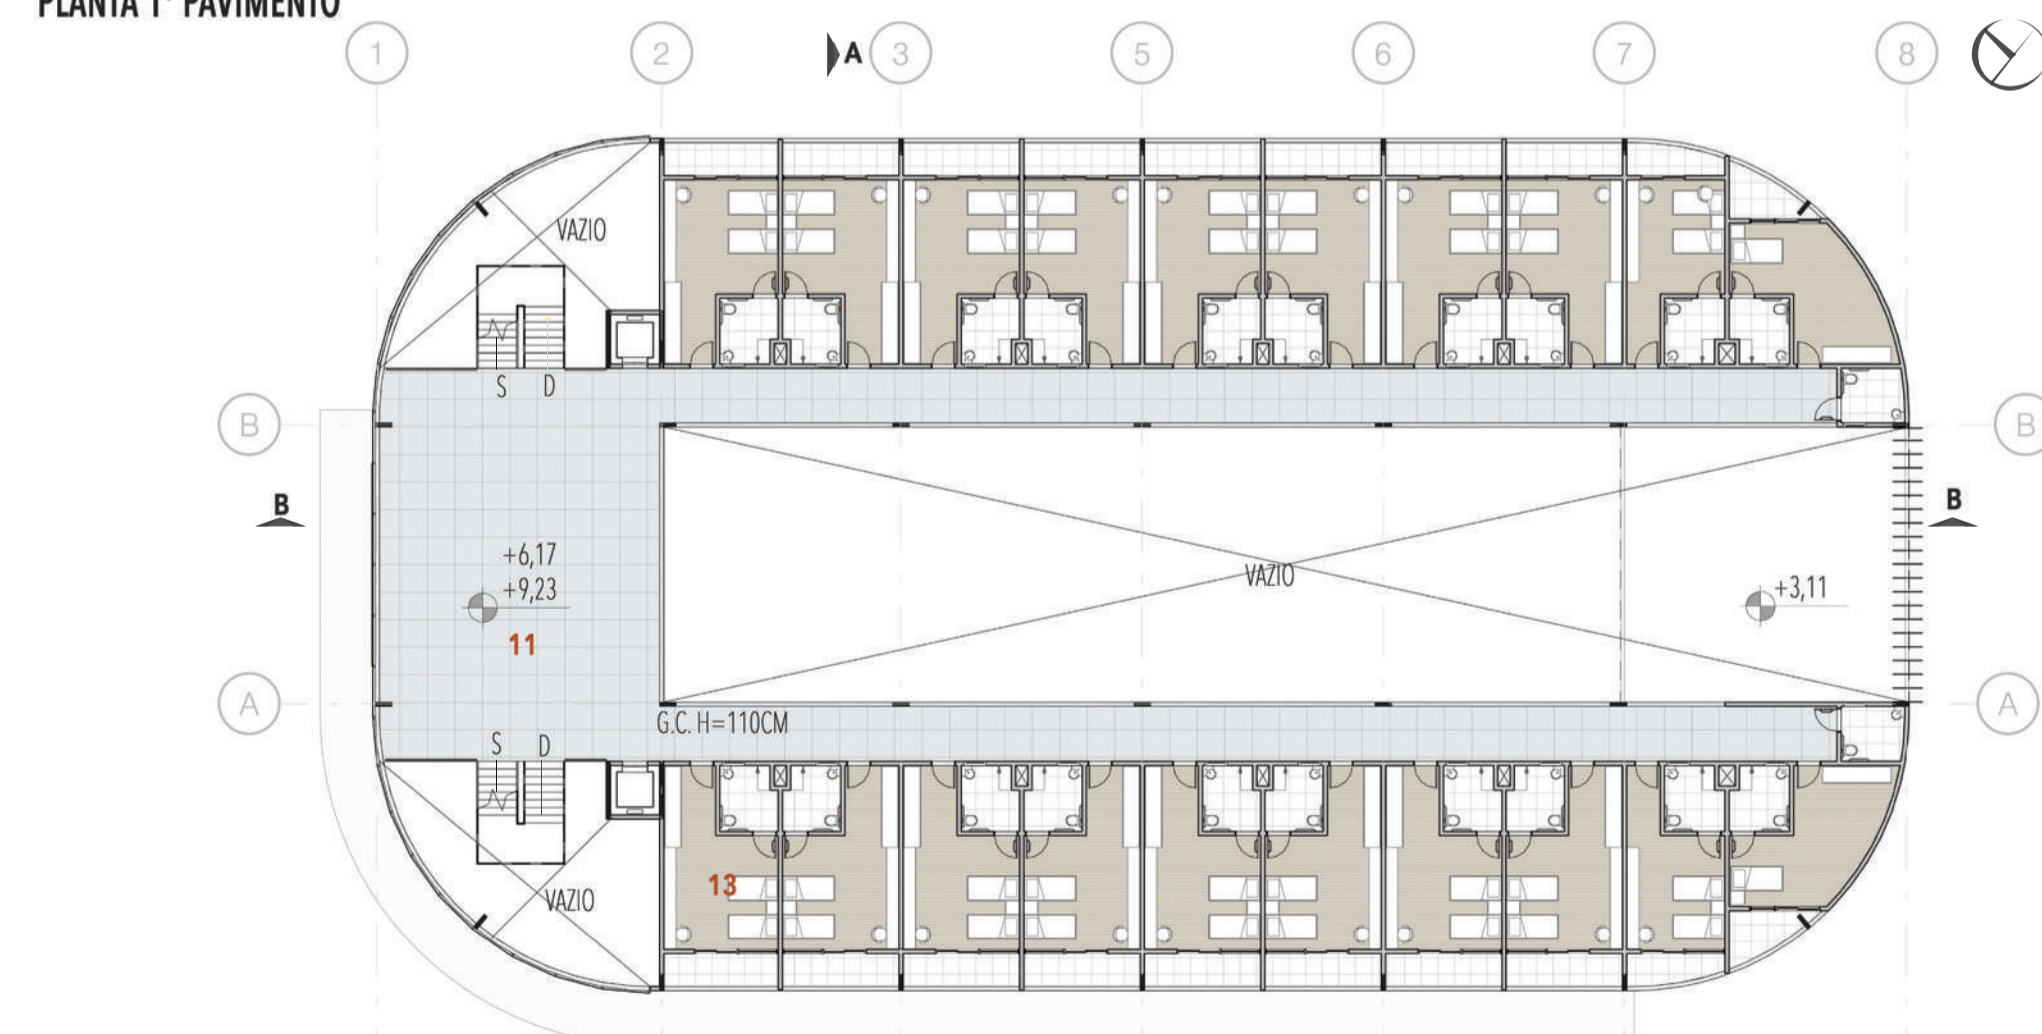 PLANTA 1º PAVIMENTO
1 2 A 3 5 6 7 8
VAZIO
S D
B B
B B
+6,17
+9,23
VAZIO
+3,11
11
A A
G.C. H=110CM
S D
13
VAZIO